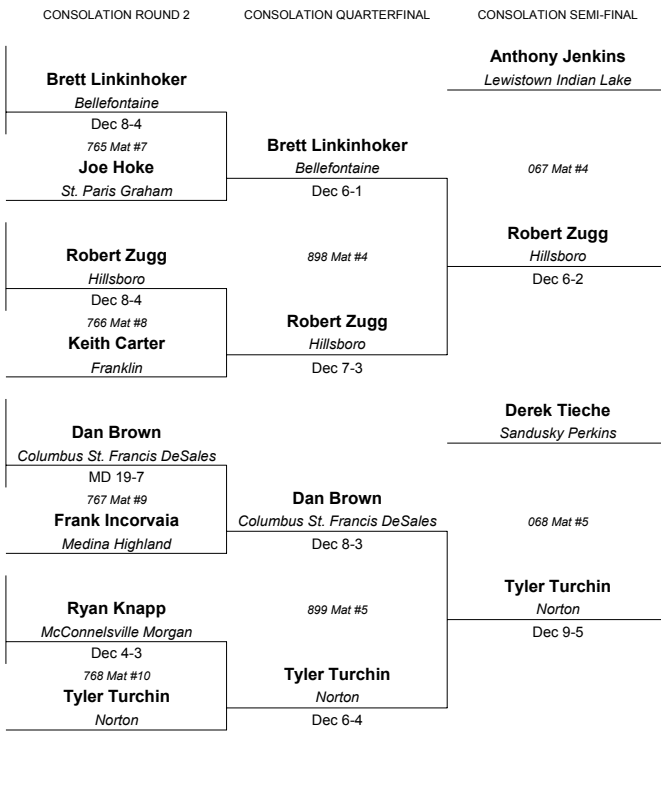 CONSOLATION ROUND 2
CONSOLATION QUARTERFINAL
CONSOLATION SEMI-FINAL
Brett Linkinhoker
Bellefontaine
Dec 8-4
765 Mat #7
Joe Hoke
St. Paris Graham
Robert Zugg
Hillsboro
Dec 8-4
766 Mat #8
Keith Carter
Franklin
Dan Brown
Columbus St. Francis DeSales
MD 19-7
767 Mat #9
Frank Incorvaia
Medina Highland
Ryan Knapp
McConnelsville Morgan
Dec 4-3
768 Mat #10
Tyler Turchin
Norton
Brett Linkinhoker
Bellefontaine
Dec 6-1
898 Mat #4
Robert Zugg
Hillsboro
Dec 7-3
Dan Brown
Columbus St. Francis DeSales
Dec 8-3
899 Mat #5
Tyler Turchin
Norton
Dec 6-4
Anthony Jenkins
Lewistown Indian Lake
067 Mat #4
Robert Zugg
Hillsboro
Dec 6-2
Derek Tieche
Sandusky Perkins
068 Mat #5
Tyler Turchin
Norton
Dec 9-5